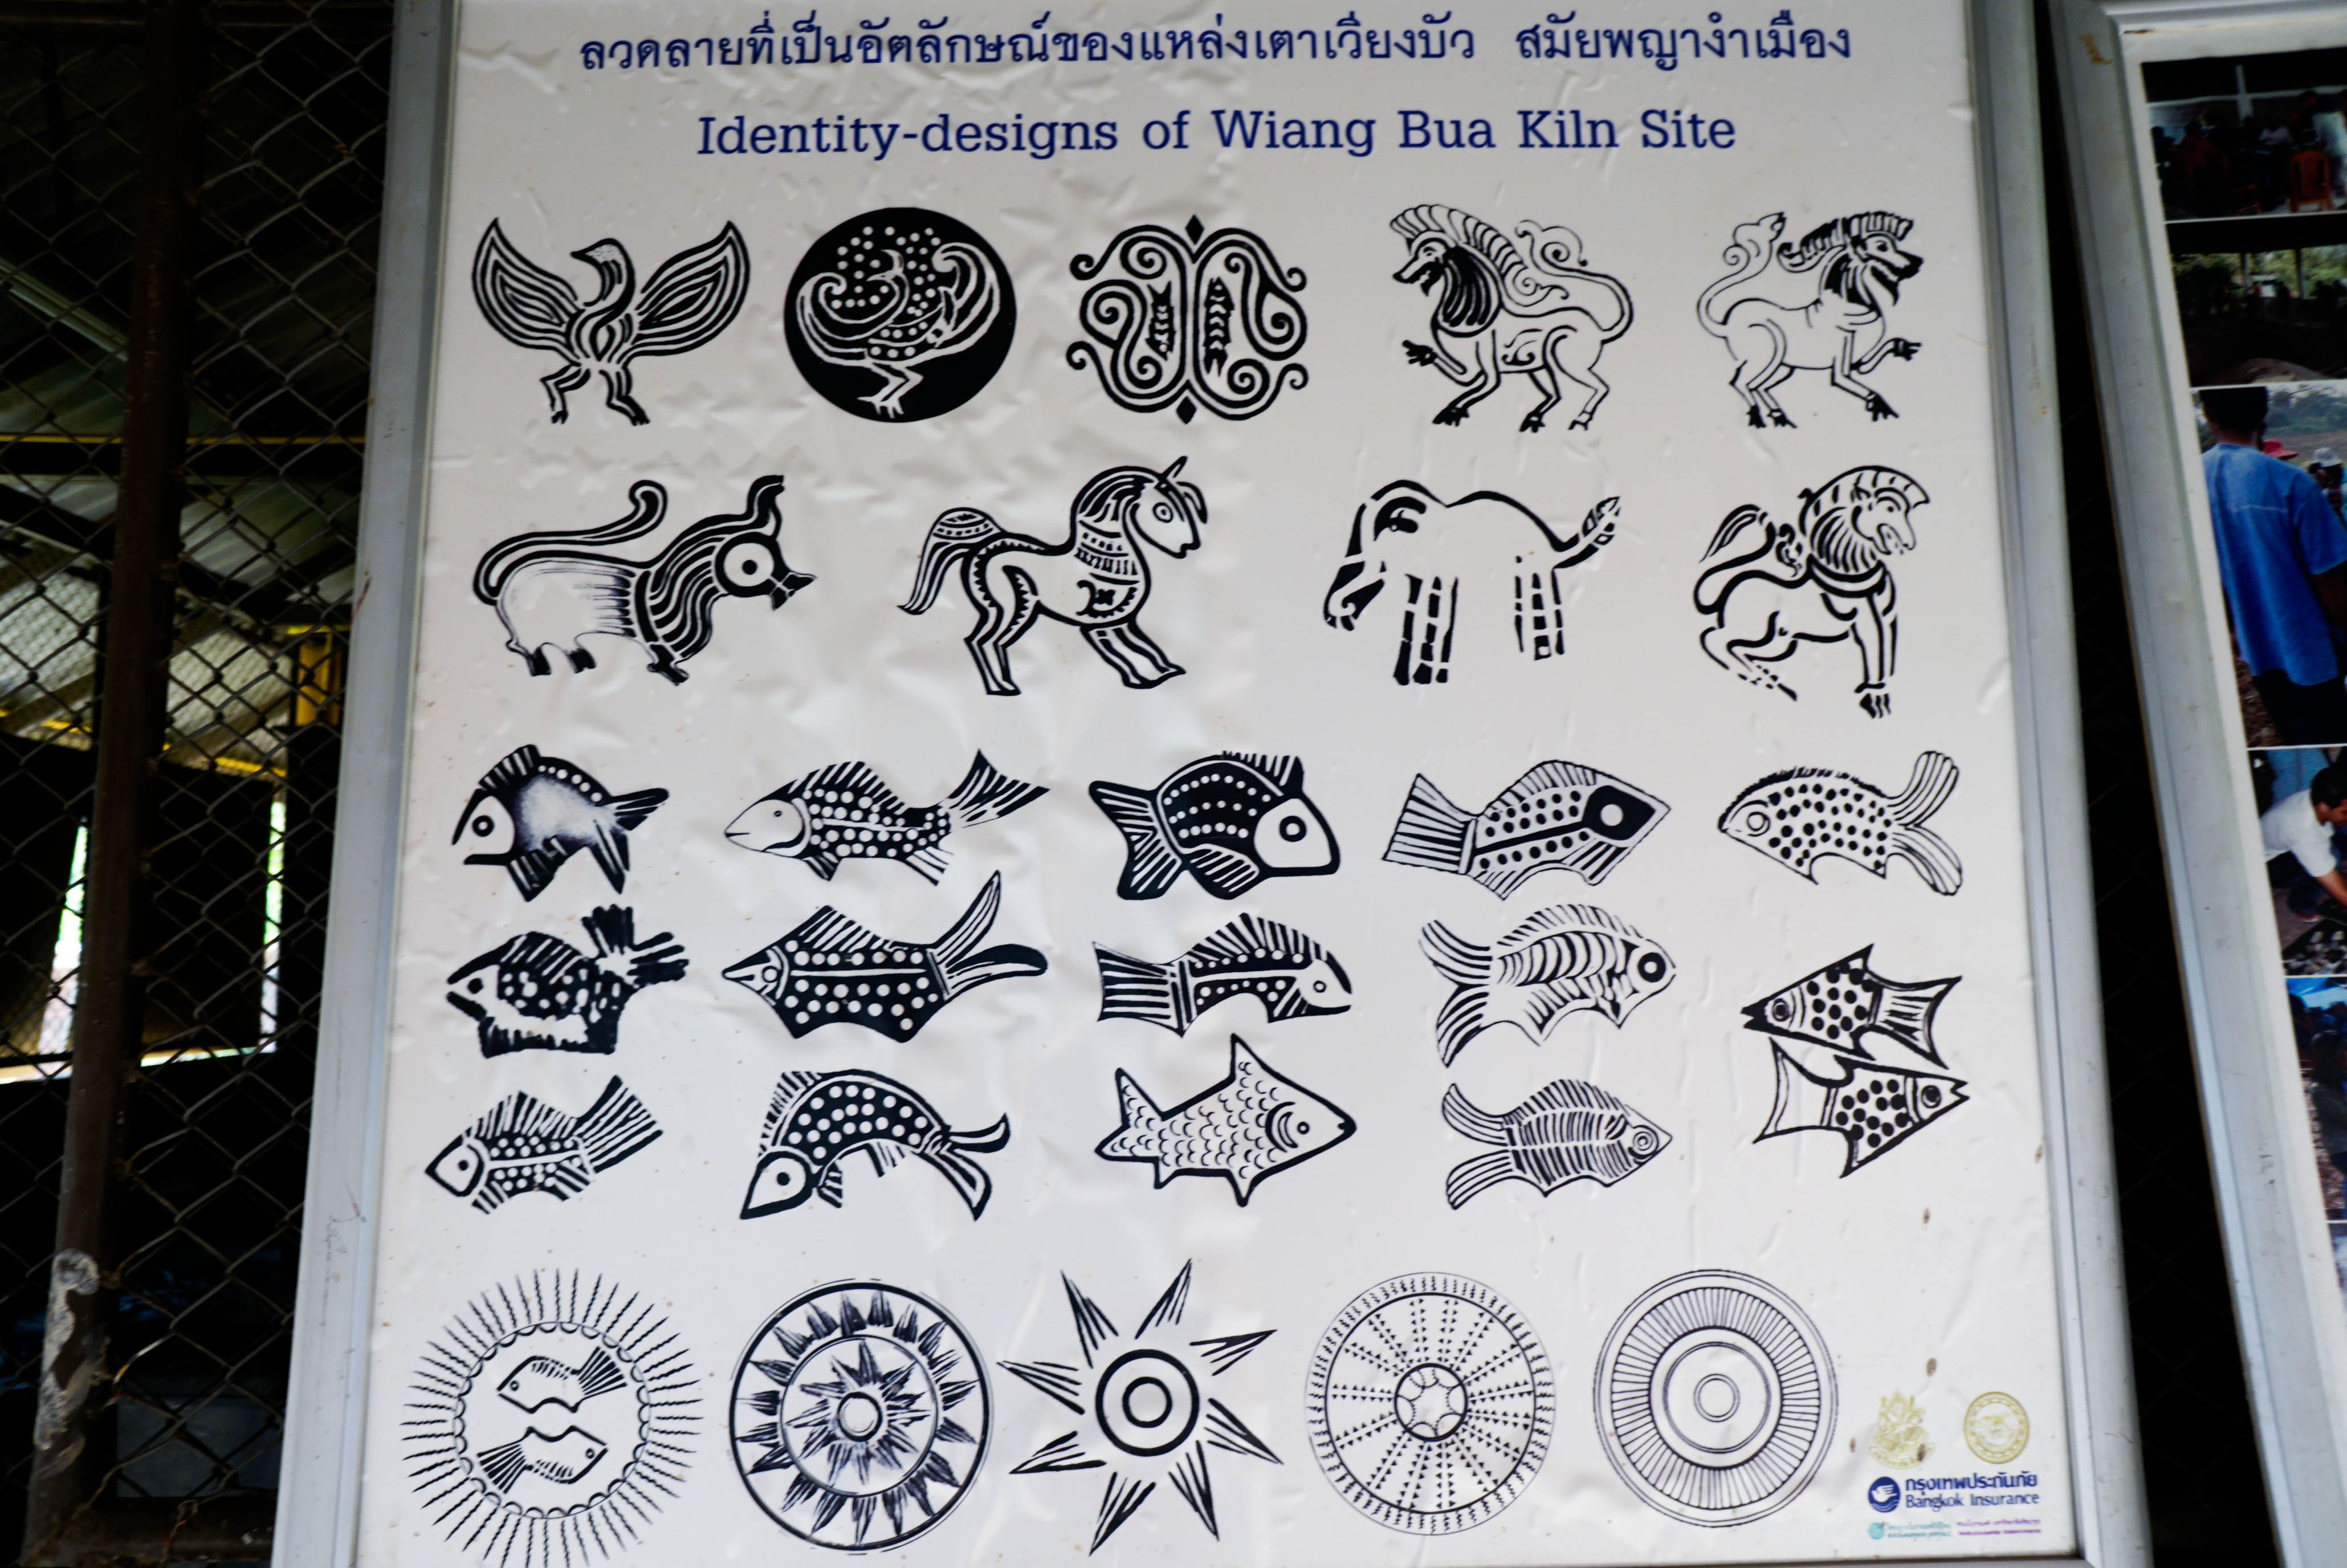 ลวดลายที่เป็นอัตลักษณ์ของแหล่งเตาเวียงบัว สมัยพญางำเมือง
Identity-designs of Wiang Bua Kiln Site
กรุงเทพประกันภัย
Bangkok Insurance